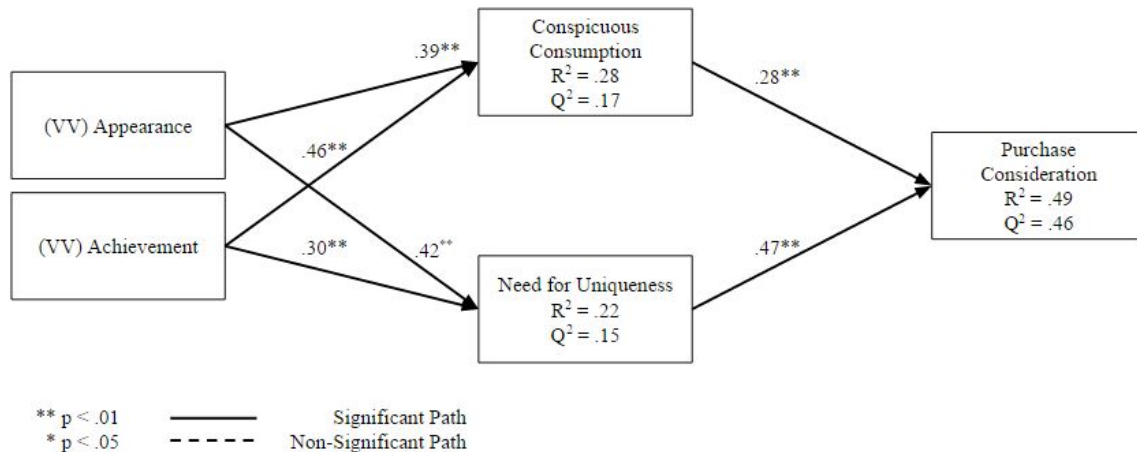 Conspicuous
Consumption
R² = .28
Q² = .17
.39**
.28**
(VV) Appearance
.46**
Purchase
Consideration
R² = .49
Q² = .46
(VV) Achievement
.30**
.42**
.47**
Need for Uniqueness
R² = .22
Q² = .15
** p < .01 Significant Path
* p < .05 Non-Significant Path